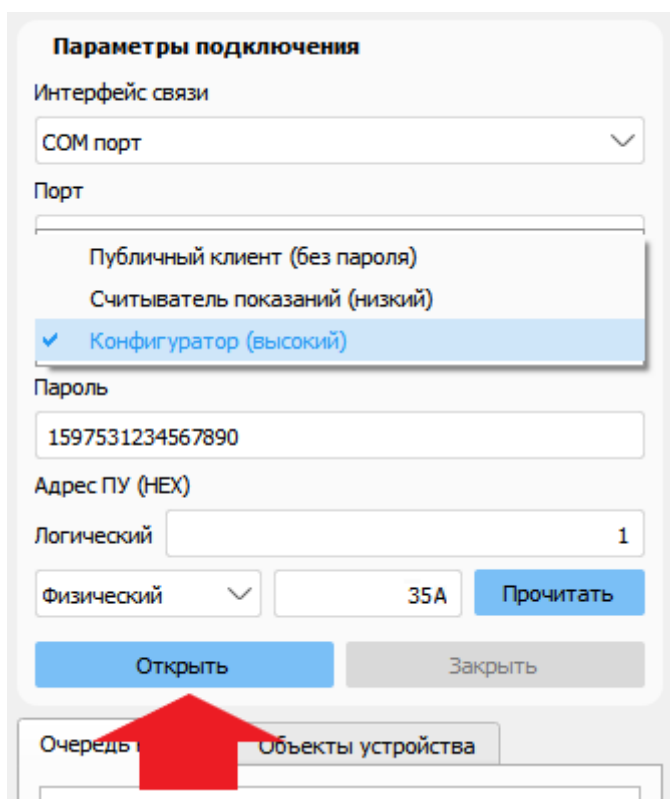 Параметры подключения
Интерфейс связи
COM порт
Порт
Публичный клиент (без пароля)
Считыватель показаний (низкий)
Конфигуратор (высокий)
Пароль
1597531234567890
Адрес ПУ (HEX)
Логический 1
Физический 35A Прочитать
Открыть Закрыть
Очередь Объекты устройства